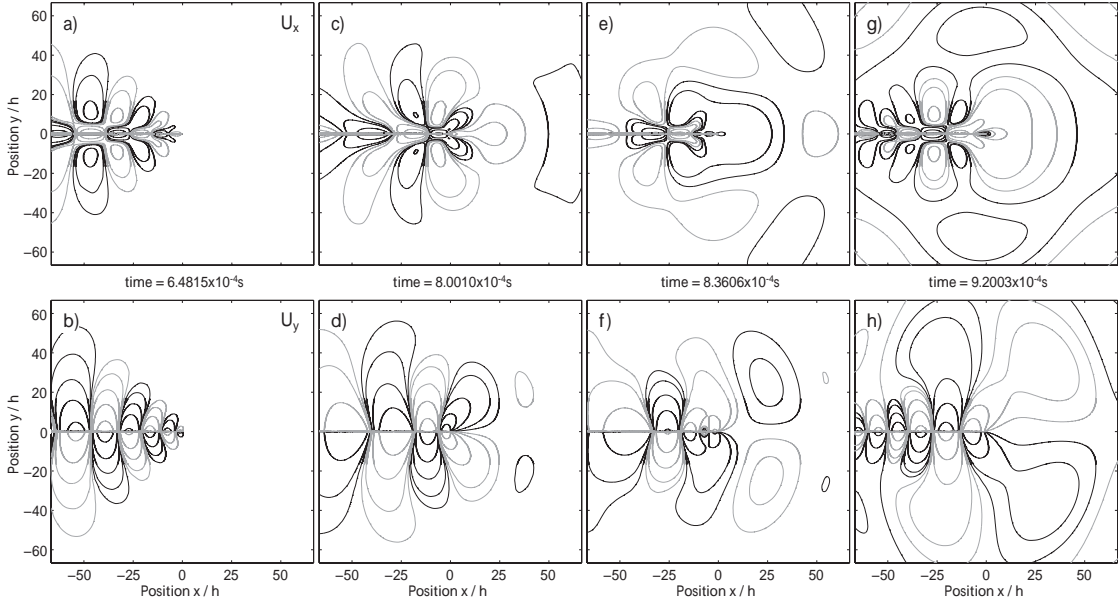 a) U_x c) e) g)
60
40
20
0
−20
−40
−60
Position y / h
time = 6.4815x10⁻⁴s time = 8.0010x10⁻⁴s time = 8.3606x10⁻⁴s time = 9.2003x10⁻⁴s
b) U_y d) f) h)
60
40
20
0
−20
−40
−60
Position y / h
−50 −25 0 25 50 −50 −25 0 25 50 −50 −25 0 25 50 −50 −25 0 25 50
Position x / h Position x / h Position x / h Position x / h